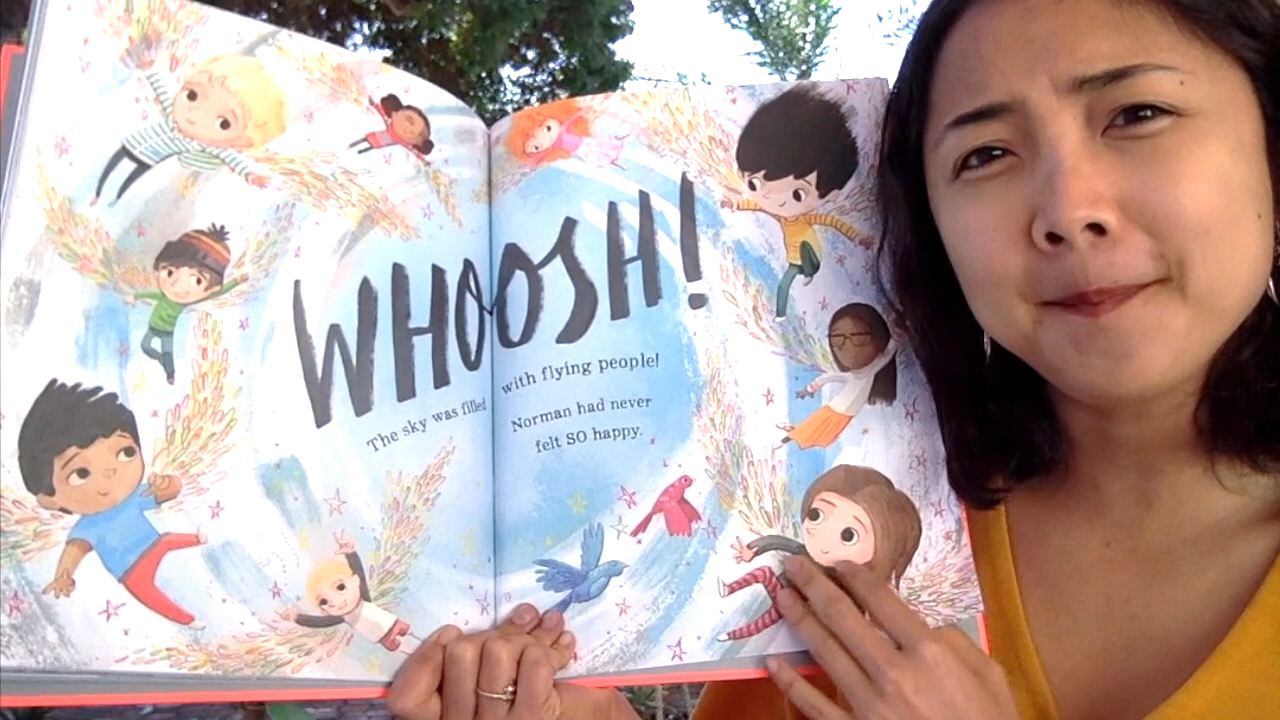 WHOOSH!
The sky was filled with flying people!
Norman had never
felt SO happy.